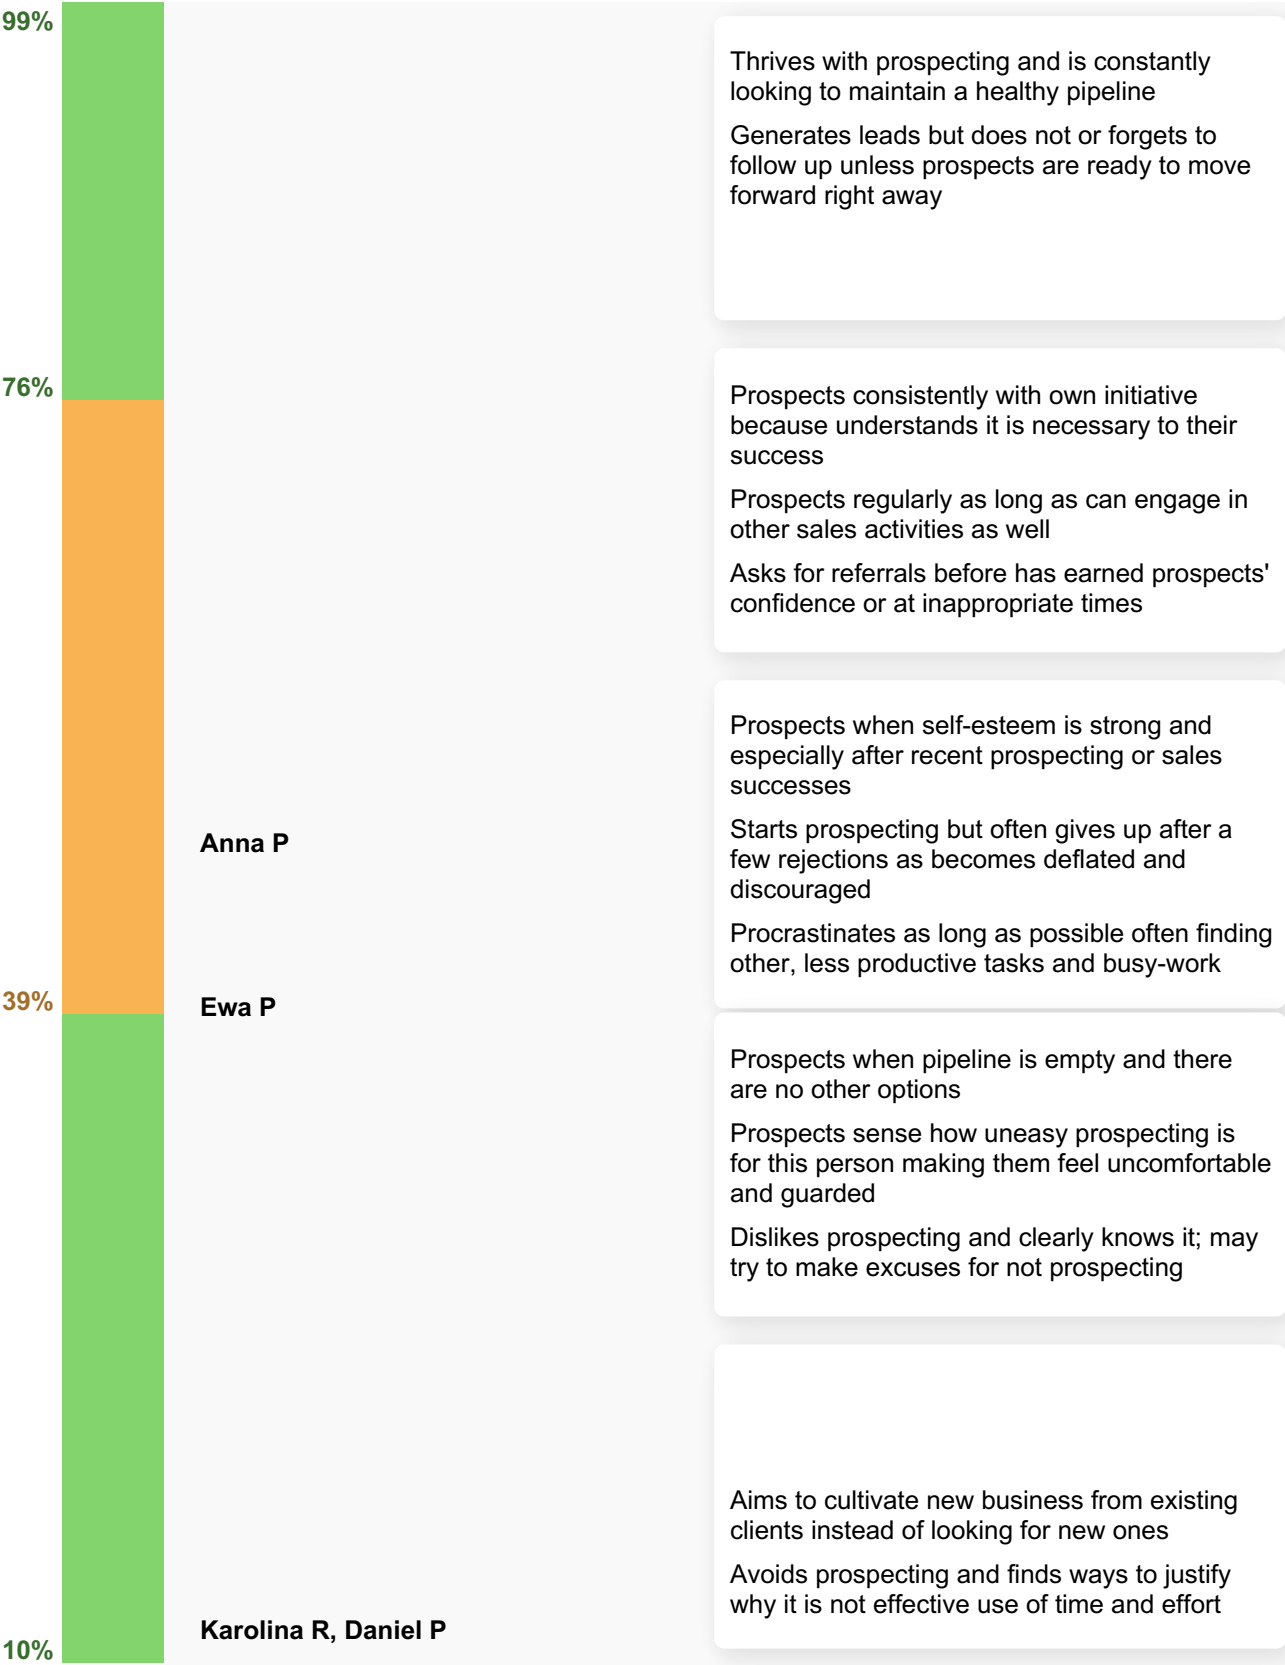 99%
Thrives with prospecting and is constantly
looking to maintain a healthy pipeline
Generates leads but does not or forgets to
follow up unless prospects are ready to move
forward right away
76%
Prospects consistently with own initiative
because understands it is necessary to their
success
Prospects regularly as long as can engage in
other sales activities as well
Asks for referrals before has earned prospects'
confidence or at inappropriate times
Prospects when self-esteem is strong and
especially after recent prospecting or sales
successes
Anna P
Starts prospecting but often gives up after a
few rejections as becomes deflated and
discouraged
Procrastinates as long as possible often finding
other, less productive tasks and busy-work
39%
Ewa P
Prospects when pipeline is empty and there
are no other options
Prospects sense how uneasy prospecting is
for this person making them feel uncomfortable
and guarded
Dislikes prospecting and clearly knows it; may
try to make excuses for not prospecting
Aims to cultivate new business from existing
clients instead of looking for new ones
Avoids prospecting and finds ways to justify
why it is not effective use of time and effort
Karolina R, Daniel P
10%